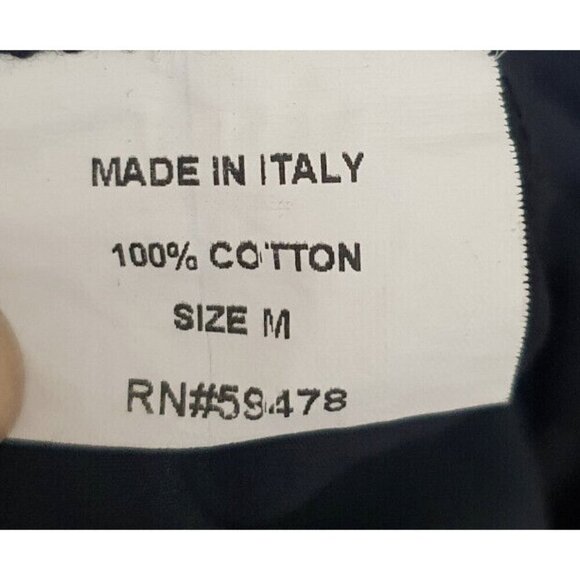 MADE IN ITALY
100% COTTON
SIZE M
RN#59478